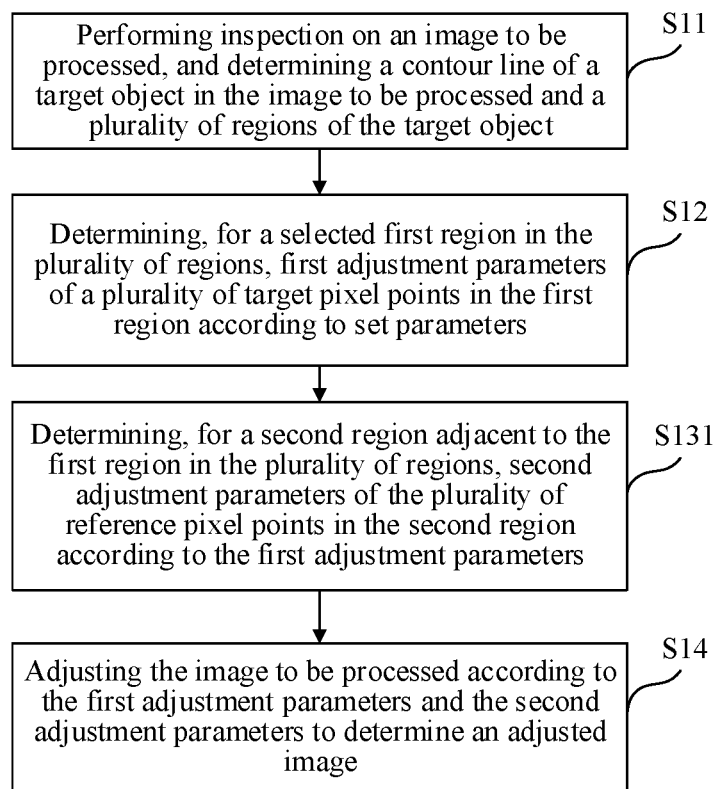 Performing inspection on an image to be
processed, and determining a contour line of a
target object in the image to be processed and a
plurality of regions of the target object
S11
Determining, for a selected first region in the
plurality of regions, first adjustment parameters
of a plurality of target pixel points in the first
region according to set parameters
S12
Determining, for a second region adjacent to the
first region in the plurality of regions, second
adjustment parameters of the plurality of
reference pixel points in the second region
according to the first adjustment parameters
S131
Adjusting the image to be processed according to
the first adjustment parameters and the second
adjustment parameters to determine an adjusted
image
S14